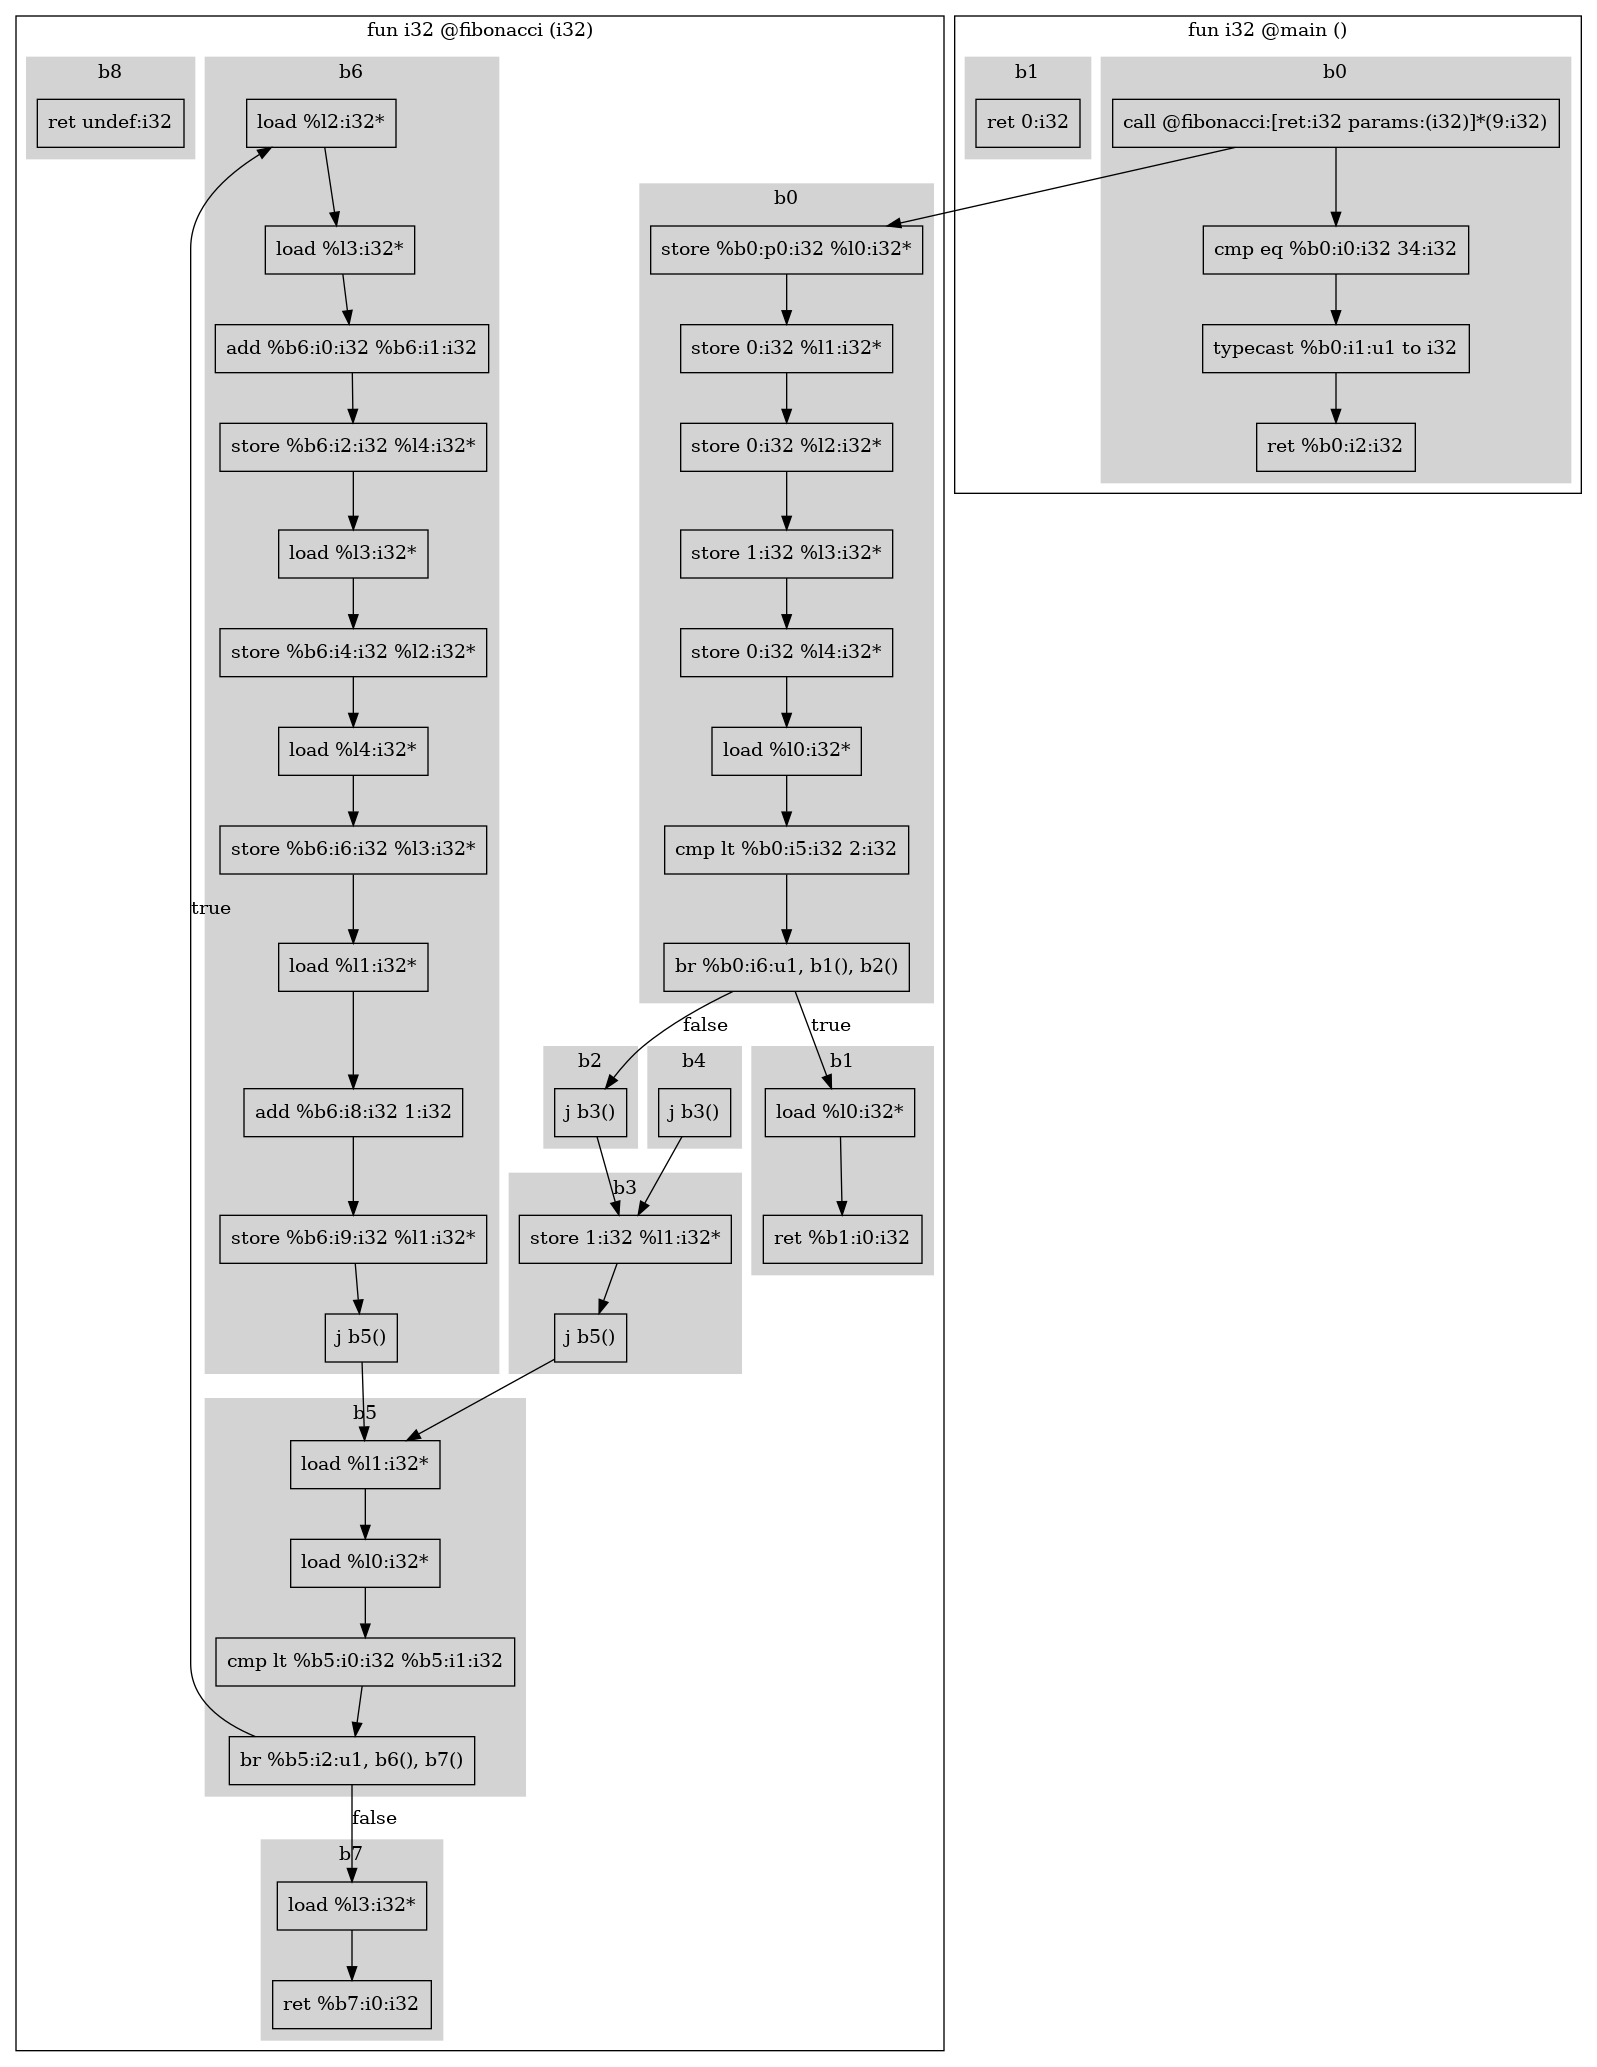 fun i32 @fibonacci (i32)
b8
ret undef:i32
b6
load %l2:i32*
load %l3:i32*
add %b6:i0:i32 %b6:i1:i32
store %b6:i2:i32 %l4:i32*
load %l3:i32*
store %b6:i4:i32 %l2:i32*
load %l4:i32*
store %b6:i6:i32 %l3:i32*
true
load %l1:i32*
add %b6:i8:i32 1:i32
store %b6:i9:i32 %l1:i32*
j b5()
b0
store %b0:p0:i32 %l0:i32*
store 0:i32 %l1:i32*
store 0:i32 %l2:i32*
store 1:i32 %l3:i32*
store 0:i32 %l4:i32*
load %l0:i32*
cmp lt %b0:i5:i32 2:i32
br %b0:i6:u1, b1(), b2()
false
true
b2
j b3()
b4
j b3()
b1
load %l0:i32*
ret %b1:i0:i32
b3
store 1:i32 %l1:i32*
j b5()
b5
load %l1:i32*
load %l0:i32*
cmp lt %b5:i0:i32 %b5:i1:i32
br %b5:i2:u1, b6(), b7()
false
b7
load %l3:i32*
ret %b7:i0:i32
fun i32 @main ()
b1
ret 0:i32
b0
call @fibonacci:[ret:i32 params:(i32)]*(9:i32)
cmp eq %b0:i0:i32 34:i32
typecast %b0:i1:u1 to i32
ret %b0:i2:i32